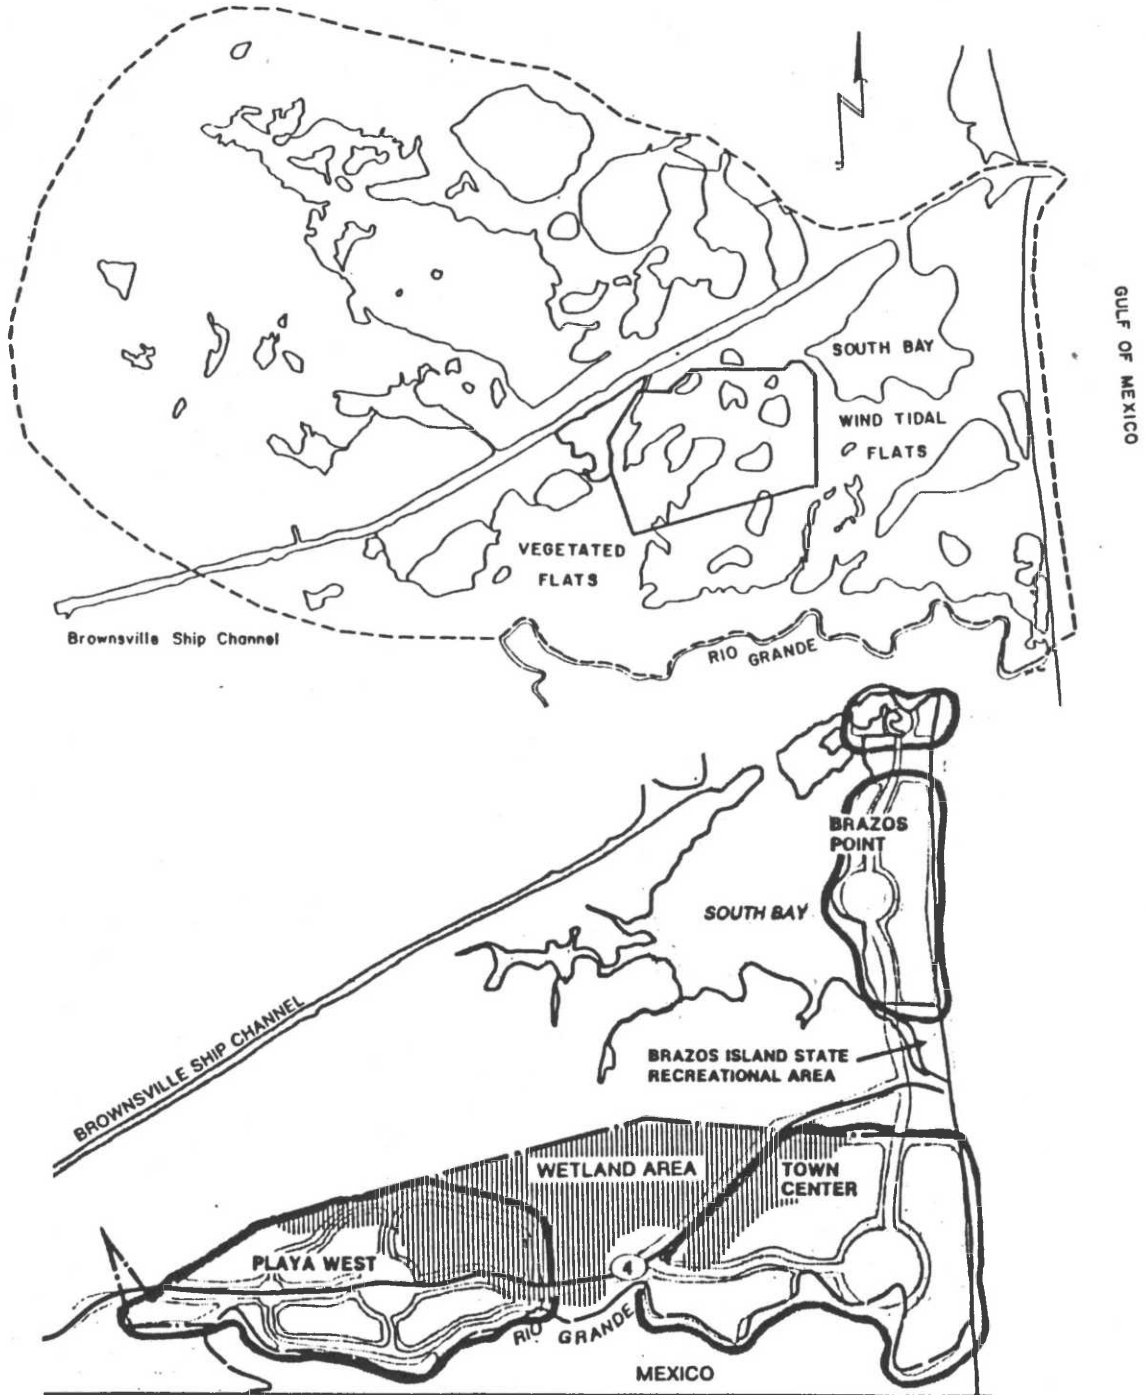 N
GULF OF MEXICO
SOUTH BAY
WIND TIDAL
FLATS
VEGETATED
FLATS
Brownsville Ship Channel
RIO GRANDE
BRAZOS
POINT
SOUTH BAY
BROWNSVILLE SHIP CHANNEL
BRAZOS ISLAND STATE
RECREATIONAL AREA
WETLAND AREA
TOWN
CENTER
PLAYA WEST
4
RIO GRANDE
MEXICO